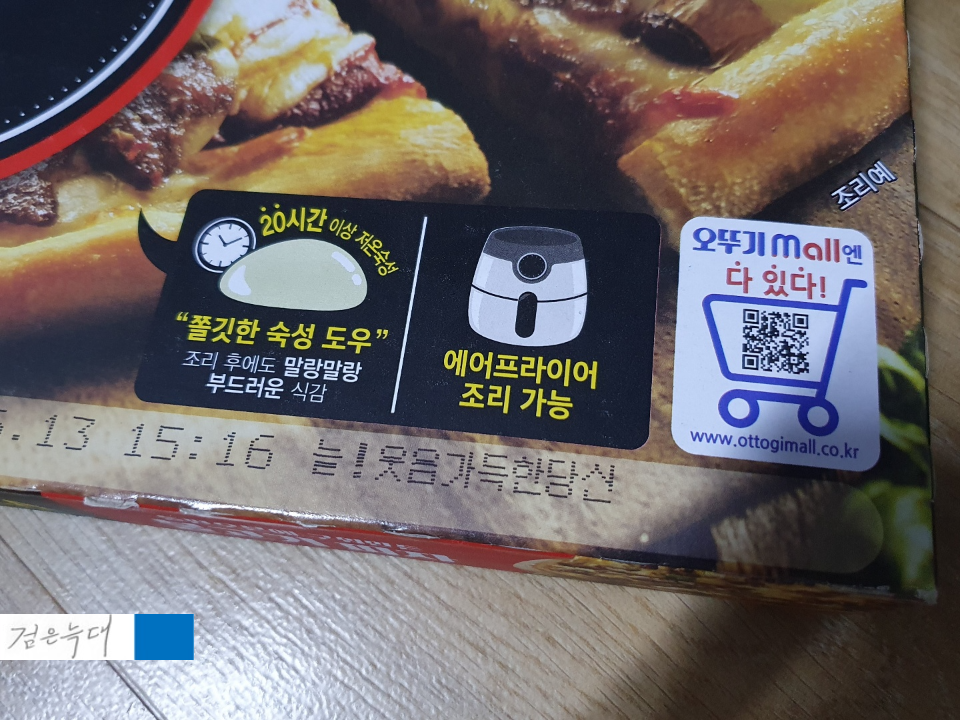 조리예
20시간 이상 저온숙성
“쫄깃한 숙성 도우”
조리 후에도 말랑말랑
부드러운 식감
에어프라이어
조리 가능
오뚜기 mall엔
다 있다!
www.ottogimall.co.kr
.13 15:16 늘!웃음가득한당신
검은늑대